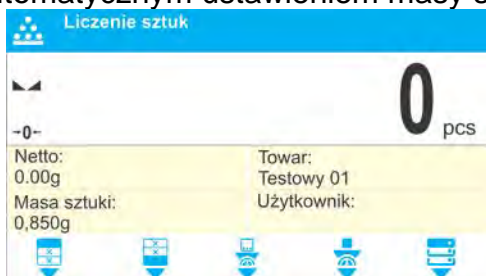 Liczenie sztuk
0 pcs
→0←
Netto:
0.00g
Towar:
Testowy 01
Masa sztuki:
0,850g
Użytkownik: